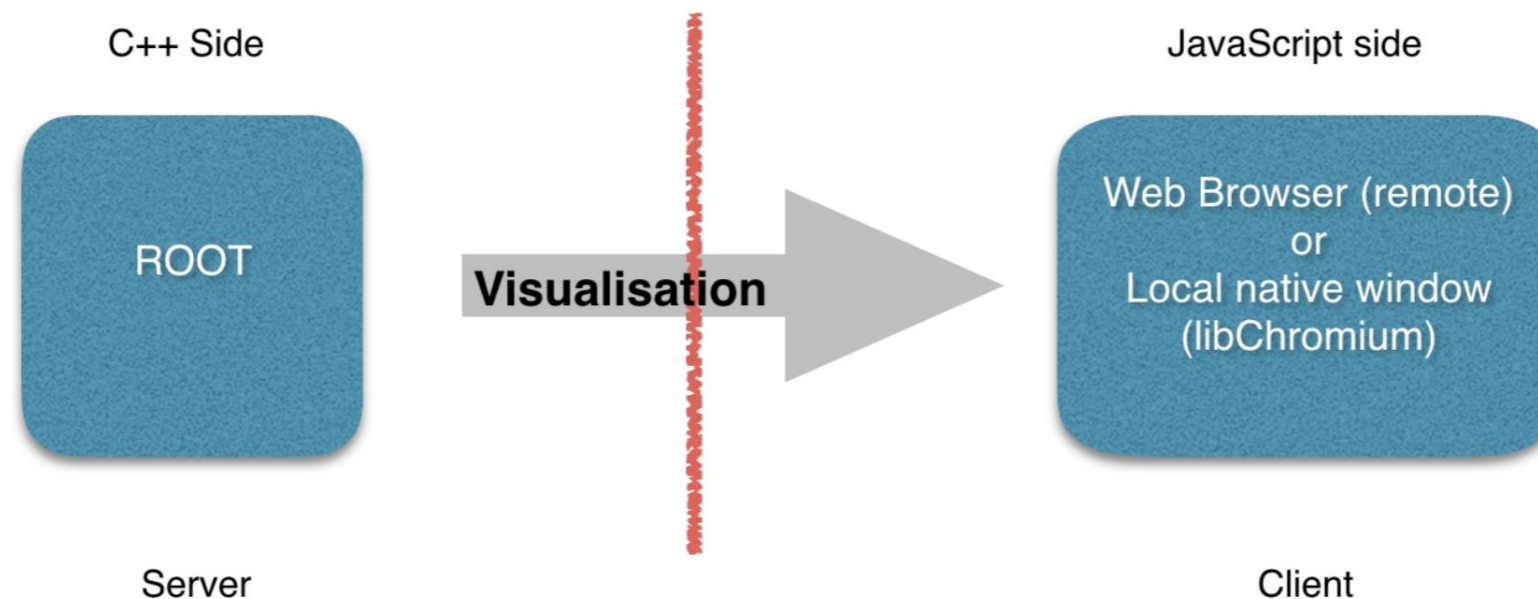 C++ Side
JavaScript side
ROOT
Visualisation
Web Browser (remote)
or
Local native window
(libChromium)
Server
Client